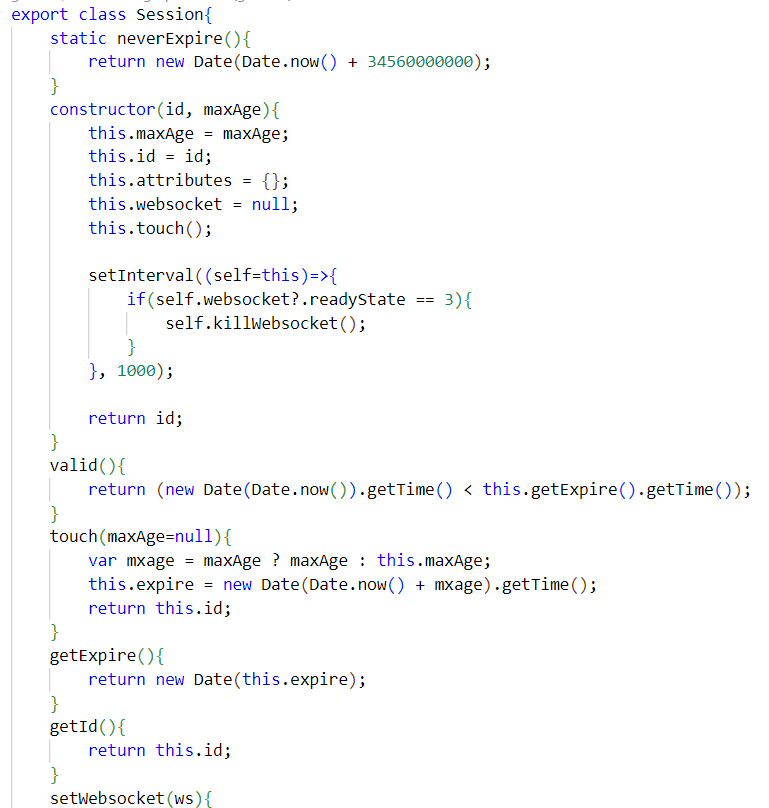 export class Session{
    static neverExpire(){
        return new Date(Date.now() + 34560000000);
    }
    constructor(id, maxAge){
        this.maxAge = maxAge;
        this.id = id;
        this.attributes = {};
        this.websocket = null;
        this.touch();

        setInterval((self=this)=>{
            if(self.websocket?.readyState == 3){
                self.killWebsocket();
            }
        }, 1000);

        return id;
    }
    valid(){
        return (new Date(Date.now()).getTime() < this.getExpire().getTime());
    }
    touch(maxAge=null){
        var mxage = maxAge ? maxAge : this.maxAge;
        this.expire = new Date(Date.now() + mxage).getTime();
        return this.id;
    }
    getExpire(){
        return new Date(this.expire);
    }
    getId(){
        return this.id;
    }
    setWebsocket(ws){